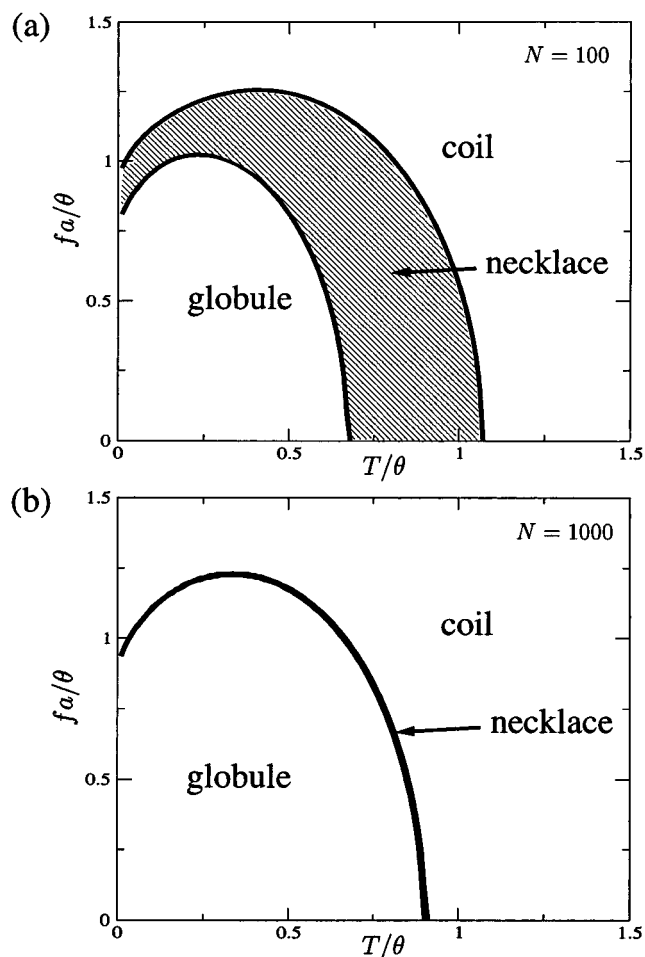 (a)
1.5
N = 100
coil
1
fa/θ
necklace
0.5
globule
0
0
0.5
T/θ
1
1.5
(b)
1.5
N = 1000
coil
1
fa/θ
necklace
0.5
globule
0
0
0.5
T/θ
1
1.5